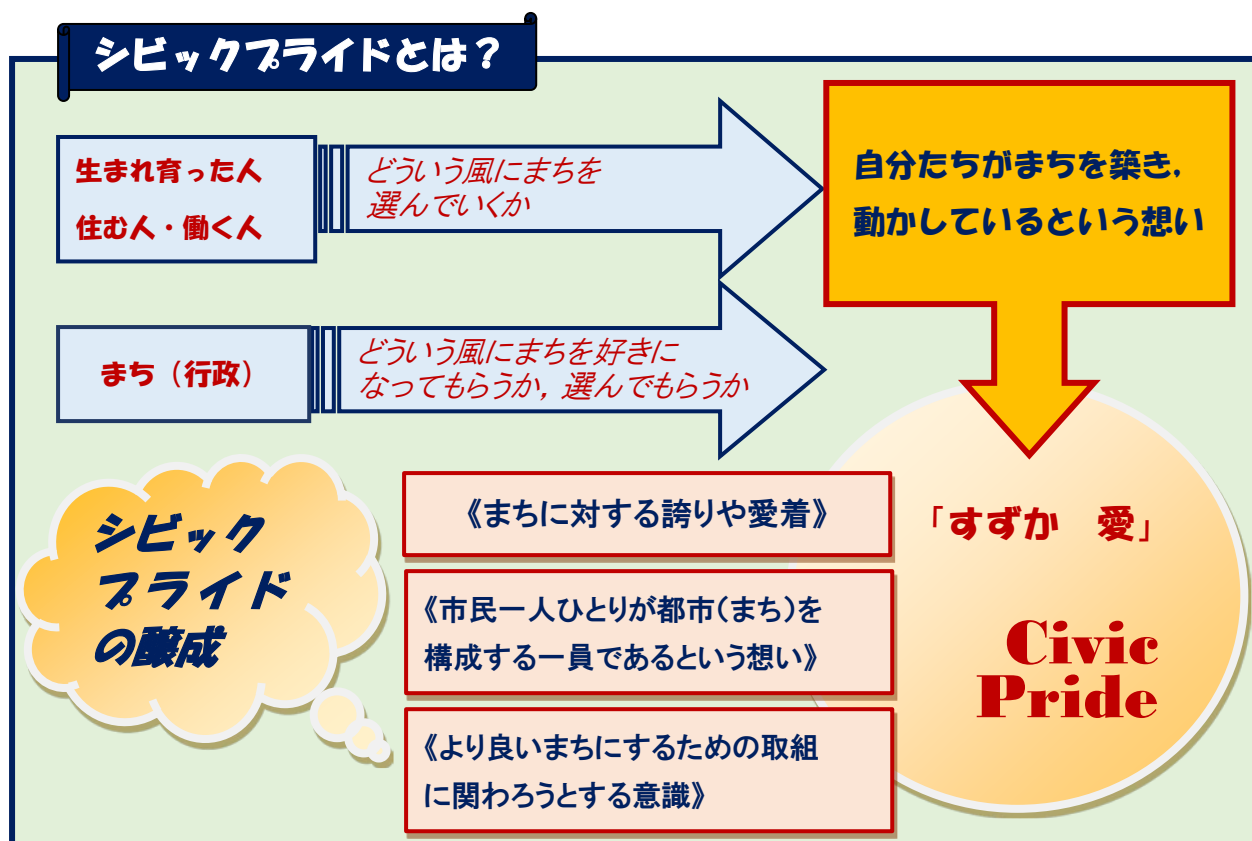 シビックプライドとは？
生まれ育った人
住む人・働く人
どういう風にまちを
選んでいくか
自分たちがまちを築き，
動かしているという想い
まち（行政）
どういう風にまちを好きに
なってもらうか，選んでもらうか
シビック
プライド
の醸成
《まちに対する誇りや愛着》
《市民一人ひとりが都市（まち）を
構成する一員であるという想い》
《より良いまちにするための取組
に関わろうとする意識》
「すずか　愛」
Civic
Pride